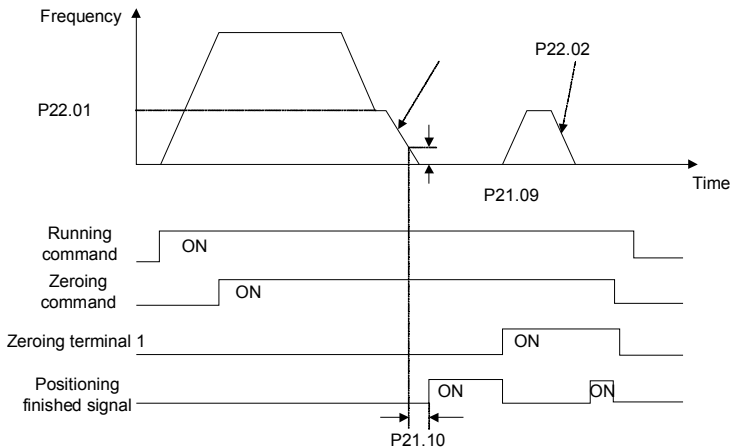 Frequency
P22.02
P22.01
Time
P21.09
Running
command
ON
Zeroing
command
ON
Zeroing terminal 1
ON
Positioning
finished signal
ON
ON
P21.10